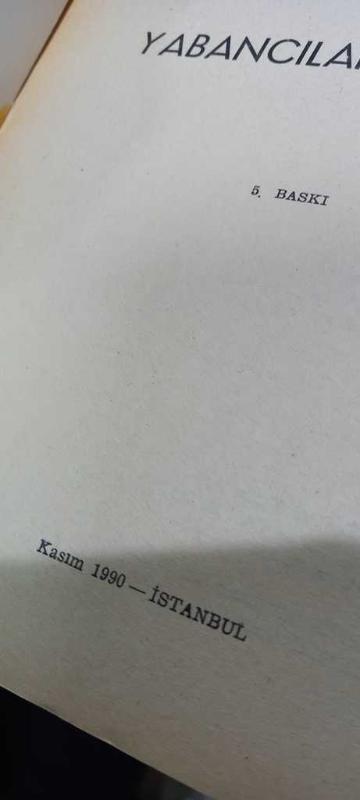 YABANCILA
5. BASKI
Kasım 1990 — İSTANBUL